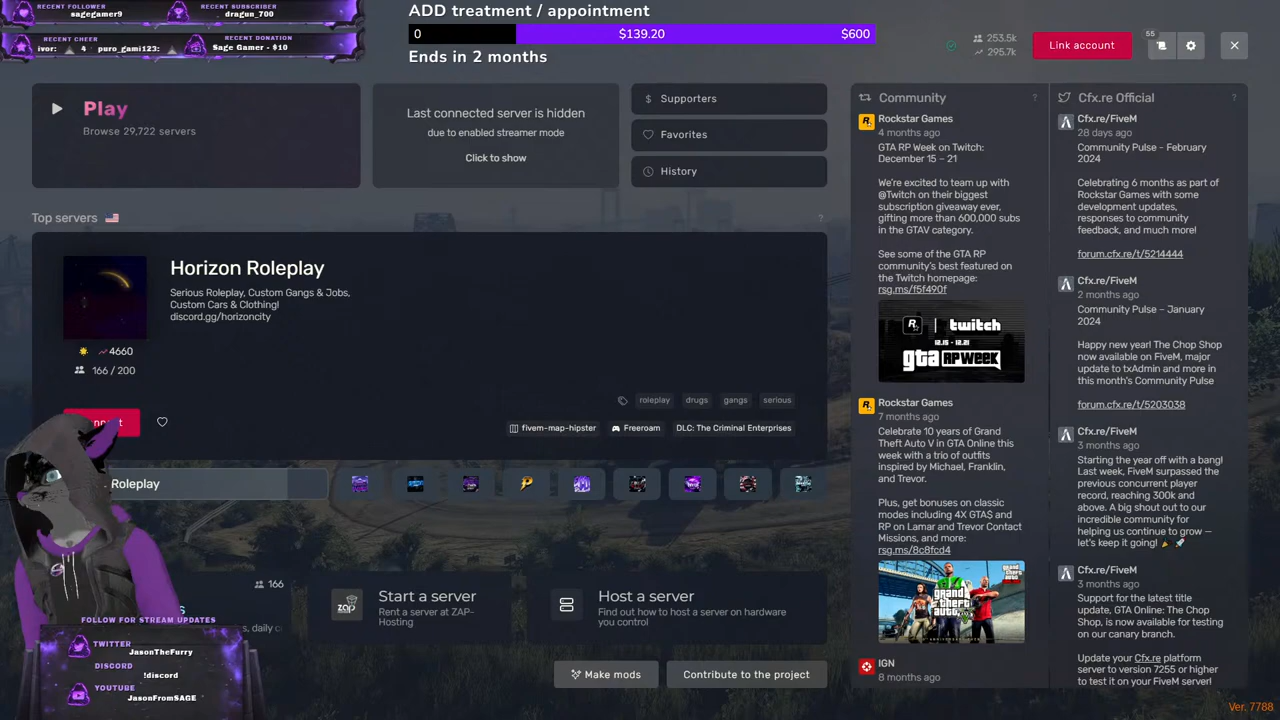 RECENT FOLLOWER
sagegamer9
RECENT SUBSCRIBER
dragun_700
RECENT CHEER
ivor: 4 puro_gami123:
RECENT DONATION
Sage Gamer - $10
ADD treatment / appointment
0 $139.20 $600
Ends in 2 months
253.5k
295.7k
Link account
55
Play
Browse 29,722 servers
Last connected server is hidden
due to enabled streamer mode
Click to show
Supporters
Favorites
History
Top servers
?
Horizon Roleplay
Serious Roleplay, Custom Gangs & Jobs,
Custom Cars & Clothing!
discord.gg/horizoncity
4660
166 / 200
roleplay drugs gangs serious
fivem-map-hipster Freeroam DLC: The Criminal Enterprises
Roleplay
166
Start a server
Rent a server at ZAP-
Hosting
Host a server
Find out how to host a server on hardware
you control
Make mods
Contribute to the project
FOLLOW FOR STREAM UPDATES
TWITTER
JasonTheFurry
DISCORD
!discord
YOUTUBE
JasonFromSAGE
Community ?
Rockstar Games
4 months ago
GTA RP Week on Twitch:
December 15 – 21
We're excited to team up with
@Twitch on their biggest
subscription giveaway ever,
gifting more than 600,000 subs
in the GTAV category.
See some of the GTA RP
community's best featured on
the Twitch homepage:
rsg.ms/f5f490f
R twitch
12.15 - 12.21
gta RP WEEK
Rockstar Games
7 months ago
Celebrate 10 years of Grand
Theft Auto V in GTA Online this
week with a trio of outfits
inspired by Michael, Franklin,
and Trevor.
Plus, get bonuses on classic
modes including 4X GTA$ and
RP on Lamar and Trevor Contact
Missions, and more:
rsg.ms/8c8fcd4
grand
theft
auto
IGN
8 months ago
Cfx.re Official ?
Cfx.re/FiveM
28 days ago
Community Pulse – February
2024
Celebrating 6 months as part of
Rockstar Games with some
development updates,
responses to community
feedback, and much more!
forum.cfx.re/t/5214444
Cfx.re/FiveM
2 months ago
Community Pulse – January
2024
Happy new year! The Chop Shop
now available on FiveM, major
update to txAdmin and more in
this month's Community Pulse
forum.cfx.re/t/5203038
Cfx.re/FiveM
3 months ago
Starting the year off with a bang!
Last week, FiveM surpassed the
previous concurrent player
record, reaching 300k and
above. A big shout out to our
incredible community for
helping us continue to grow —
let's keep it going! 🎉 🚀
Cfx.re/FiveM
3 months ago
Support for the latest title
update, GTA Online: The Chop
Shop, is now available for testing
on our canary branch.
Update your Cfx.re platform
server to version 7255 or higher
to test it on your FiveM server!
Ver. 7788